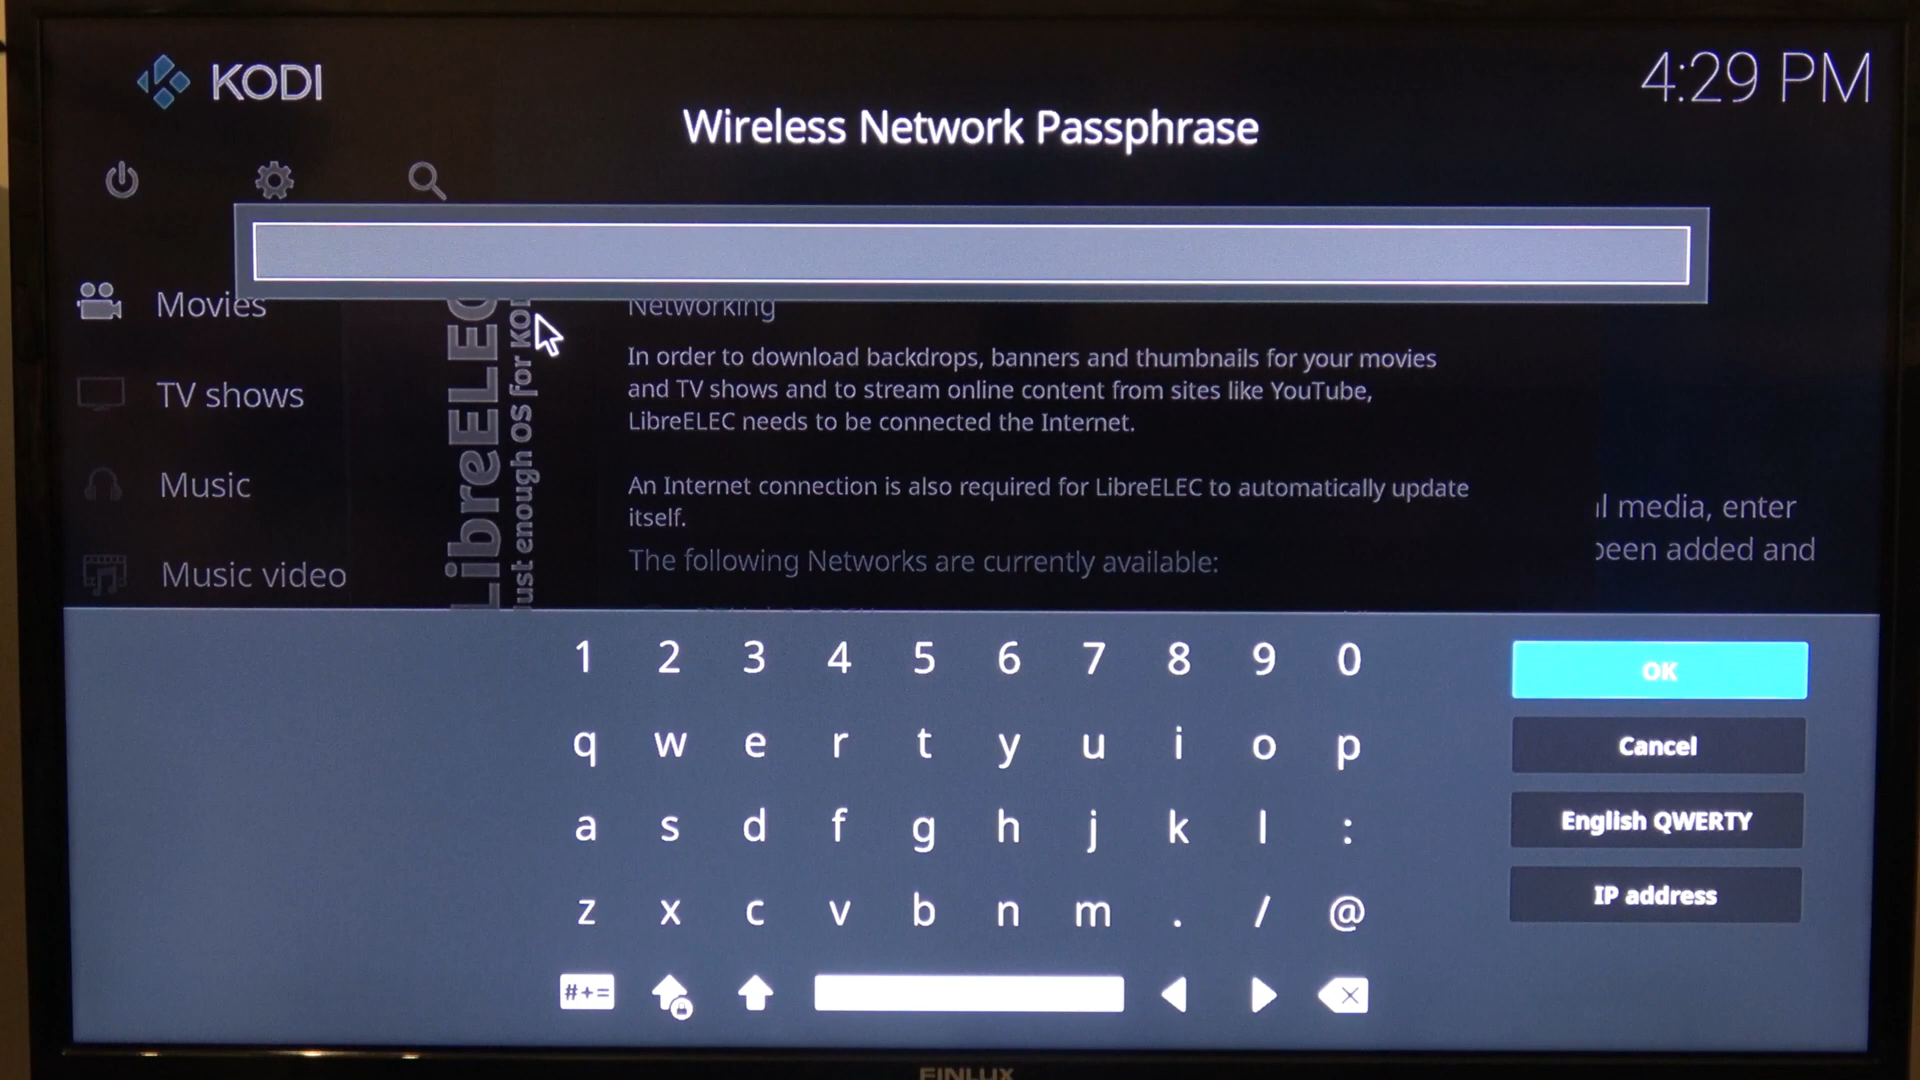 KODI
4:29 PM
Wireless Network Passphrase
Movies
TV shows
Music
Music video
LibreELEC
Just enough OS for KO
Networking
In order to download backdrops, banners and thumbnails for your movies
and TV shows and to stream online content from sites like YouTube,
LibreELEC needs to be connected the Internet.
An Internet connection is also required for LibreELEC to automatically update
itself.
The following Networks are currently available:
l media, enter
been added and
1 2 3 4 5 6 7 8 9 0
q w e r t y u i o p
a s d f g h j k l :
z x c v b n m . / @
#+=
OK
Cancel
English QWERTY
IP address
FINLUX